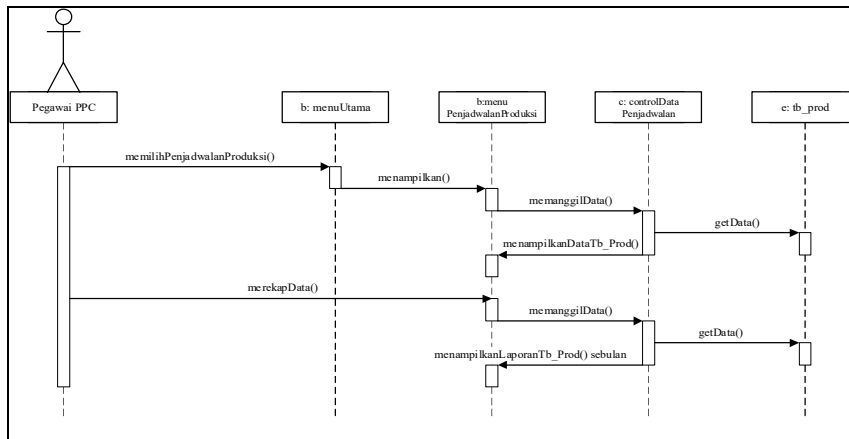 Pegawai PPC
b: menuUtama
b:menu
PenjadwalanProduksi
c: controlData
Penjadwalan
e: tb_prod
memilihPenjadwalanProduksi()
menampilkan()
memanggilData()
getData()
menampilkanDataTb_Prod()
merekapData()
memanggilData()
getData()
menampilkanLaporanTb_Prod() sebulan